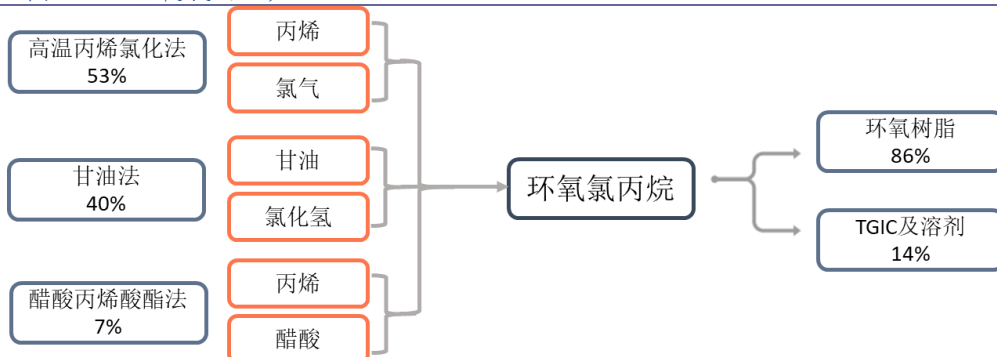 高温丙烯氯化法
53%
丙烯
氯气
甘油法
40%
甘油
氯化氢
醋酸丙烯酸酯法
7%
丙烯
醋酸
环氧氯丙烷
环氧树脂
86%
TGIC及溶剂
14%